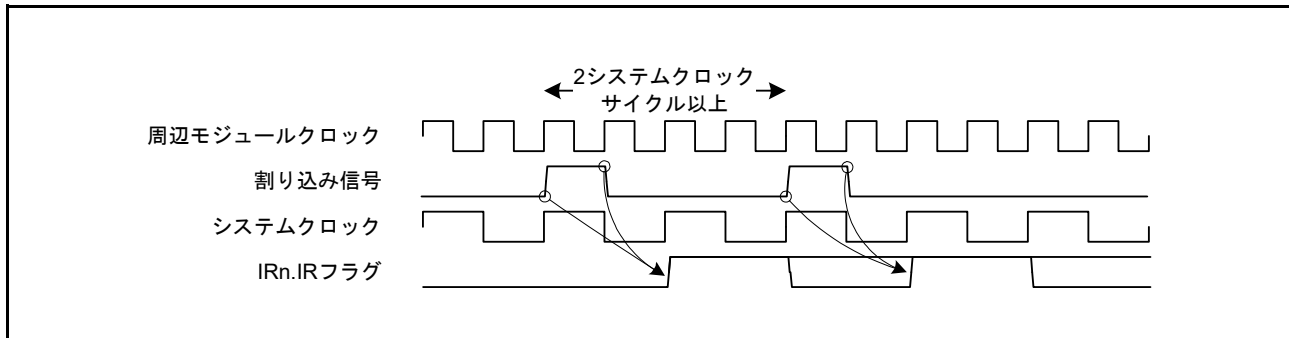 2システムクロック
サイクル以上
周辺モジュールクロック
割り込み信号
システムクロック
IRn.IRフラグ